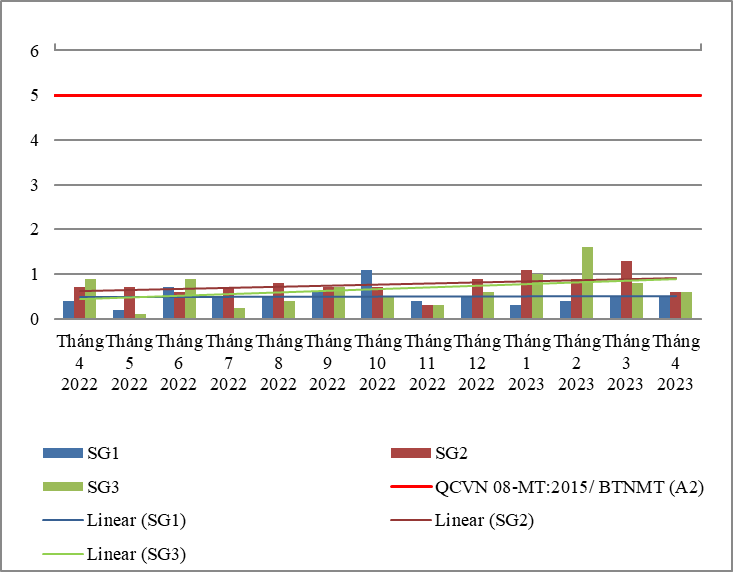 6
5
4
3
2
1
0
Tháng Tháng Tháng Tháng Tháng Tháng Tháng Tháng Tháng Tháng Tháng Tháng Tháng
4 5 6 7 8 9 10 11 12 1 2 3 4
2022 2022 2022 2022 2022 2022 2022 2022 2022 2023 2023 2023 2023
SG1 SG2
SG3 QCVN 08-MT:2015/ BTNMT (A2)
Linear (SG1) Linear (SG2)
Linear (SG3)